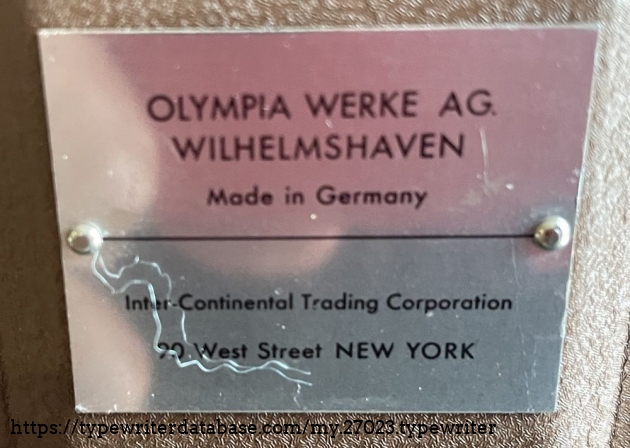 OLYMPIA WERKE AG.
WILHELMSHAVEN
Made in Germany
Inter-Continental Trading Corporation
90 West Street NEW YORK
https://typewriterdatabase.com/my.27023.typewriter